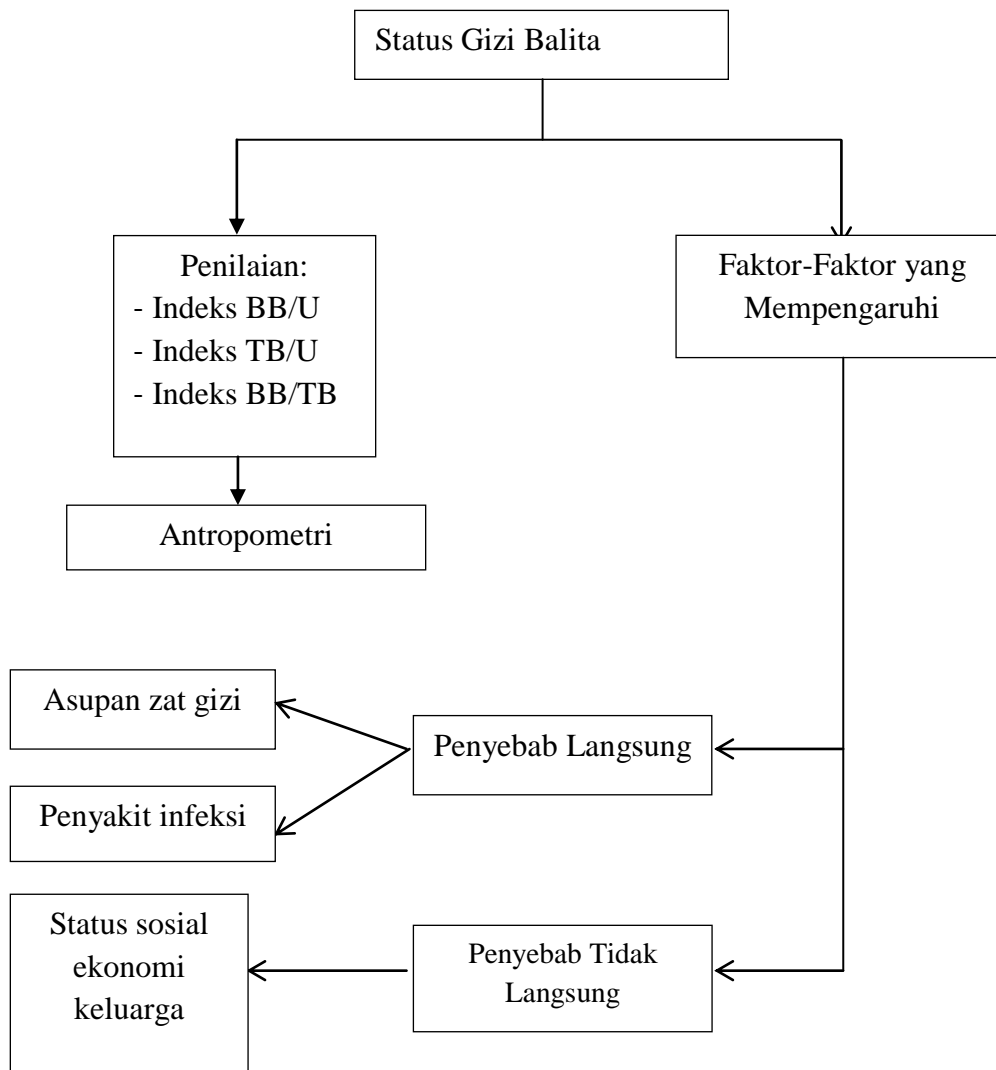 Status Gizi Balita
Penilaian:
- Indeks BB/U
- Indeks TB/U
- Indeks BB/TB
Faktor-Faktor yang
Mempengaruhi
Antropometri
Asupan zat gizi
Penyebab Langsung
Penyakit infeksi
Status sosial
ekonomi
keluarga
Penyebab Tidak
Langsung